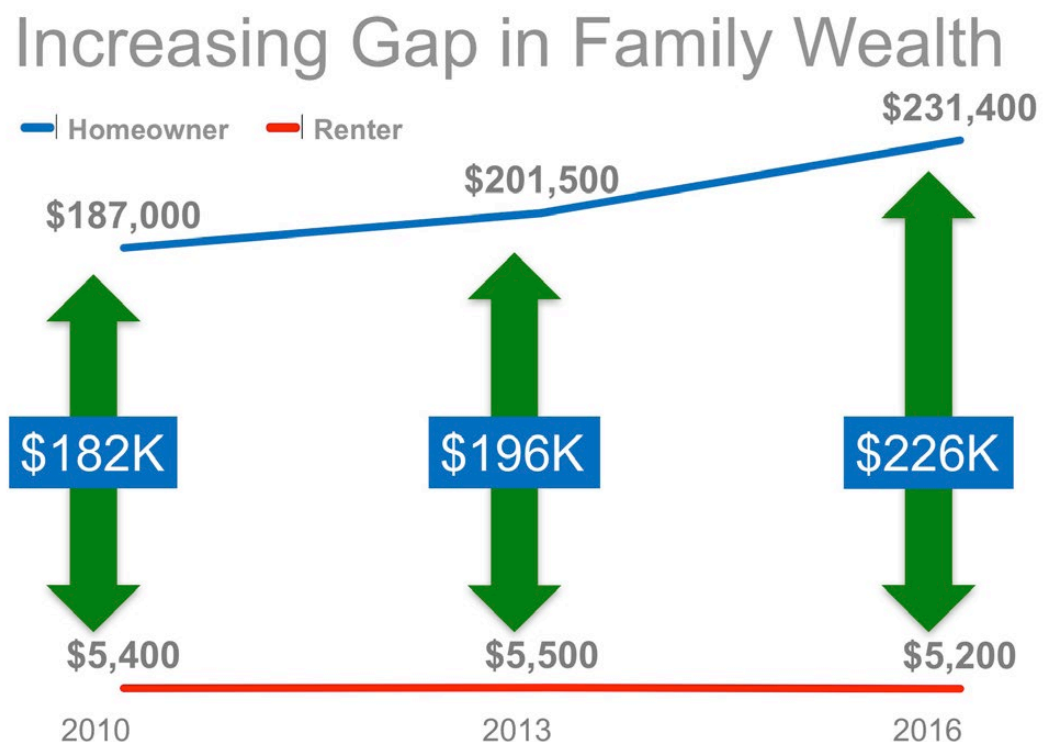 Increasing Gap in Family Wealth
Homeowner Renter
$231,400
$201,500
$187,000
$182K $196K $226K
$5,400 $5,500 $5,200
2010 2013 2016